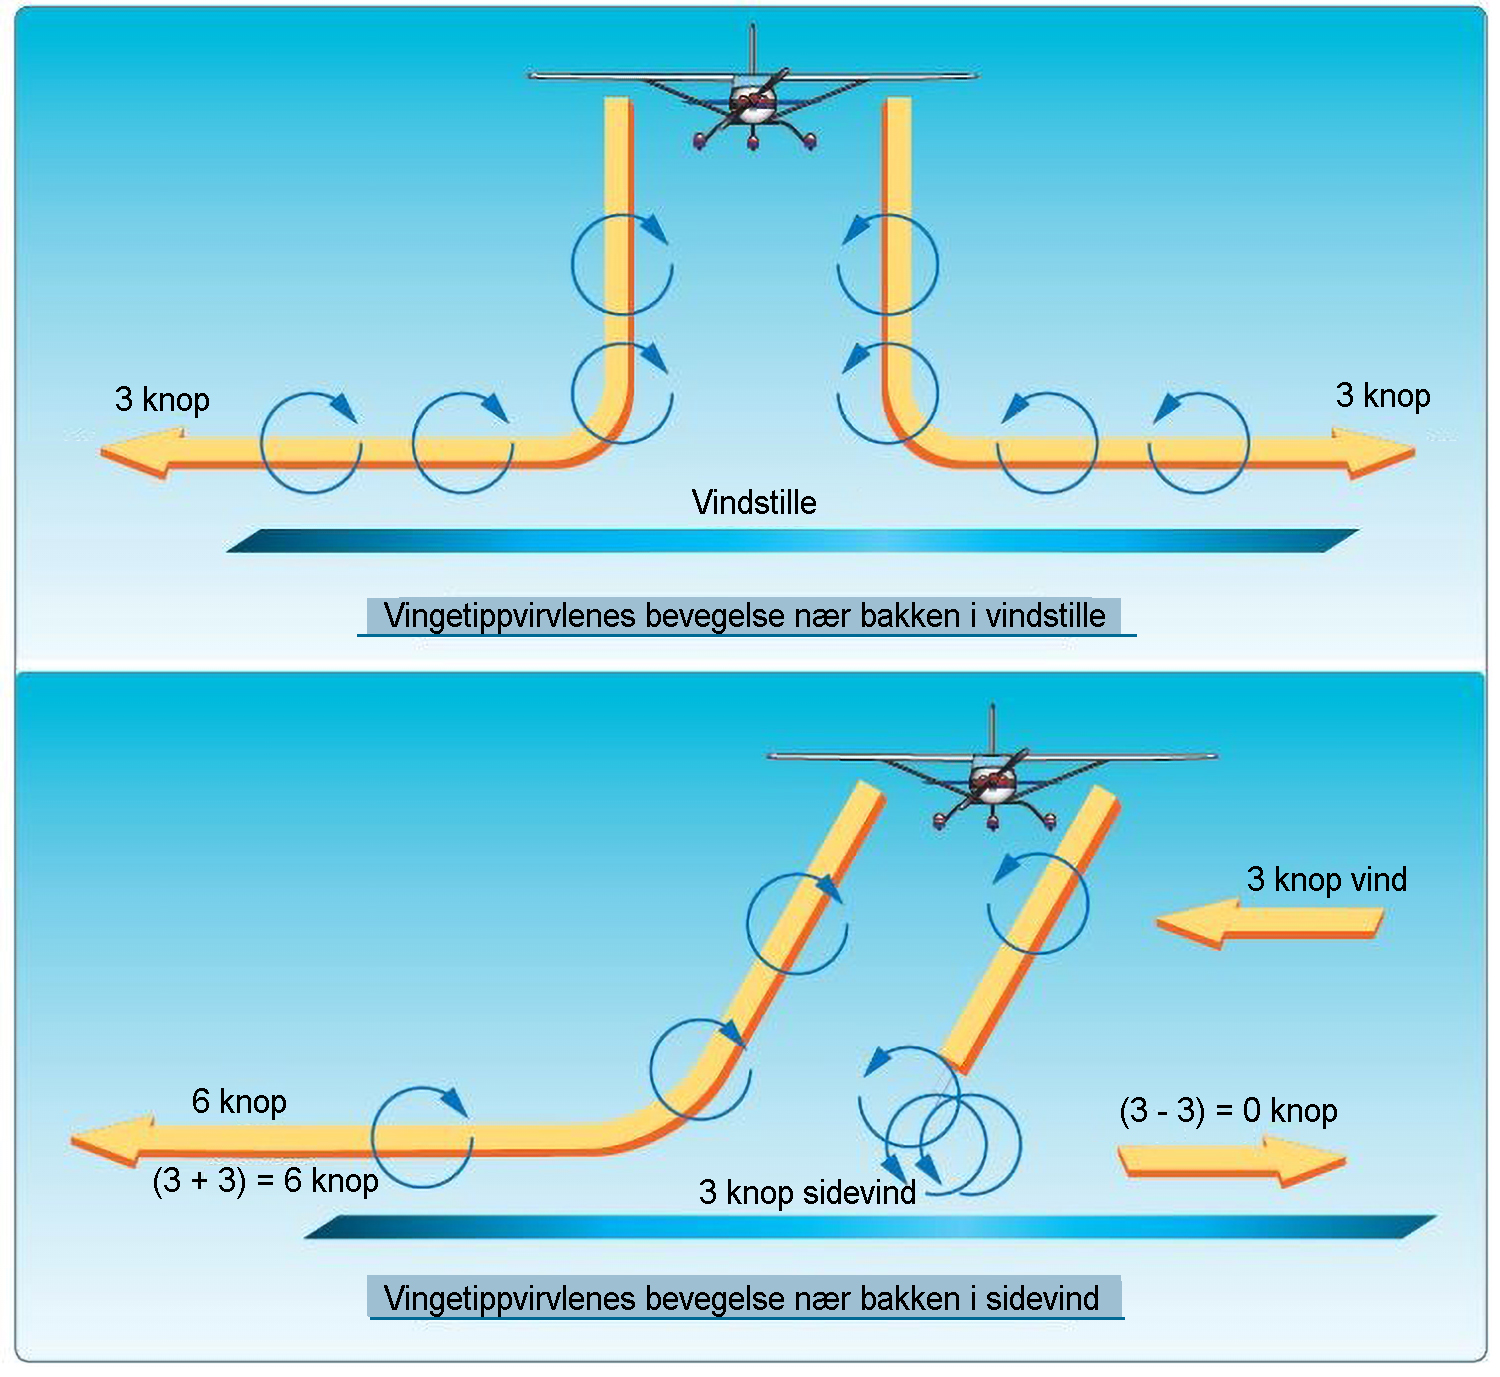 3 knop
3 knop
Vindstille
Vingetippvirvlenes bevegelse nær bakken i vindstille
3 knop vind
6 knop
(3 - 3) = 0 knop
(3 + 3) = 6 knop
3 knop sidevind
Vingetippvirvlenes bevegelse nær bakken i sidevind